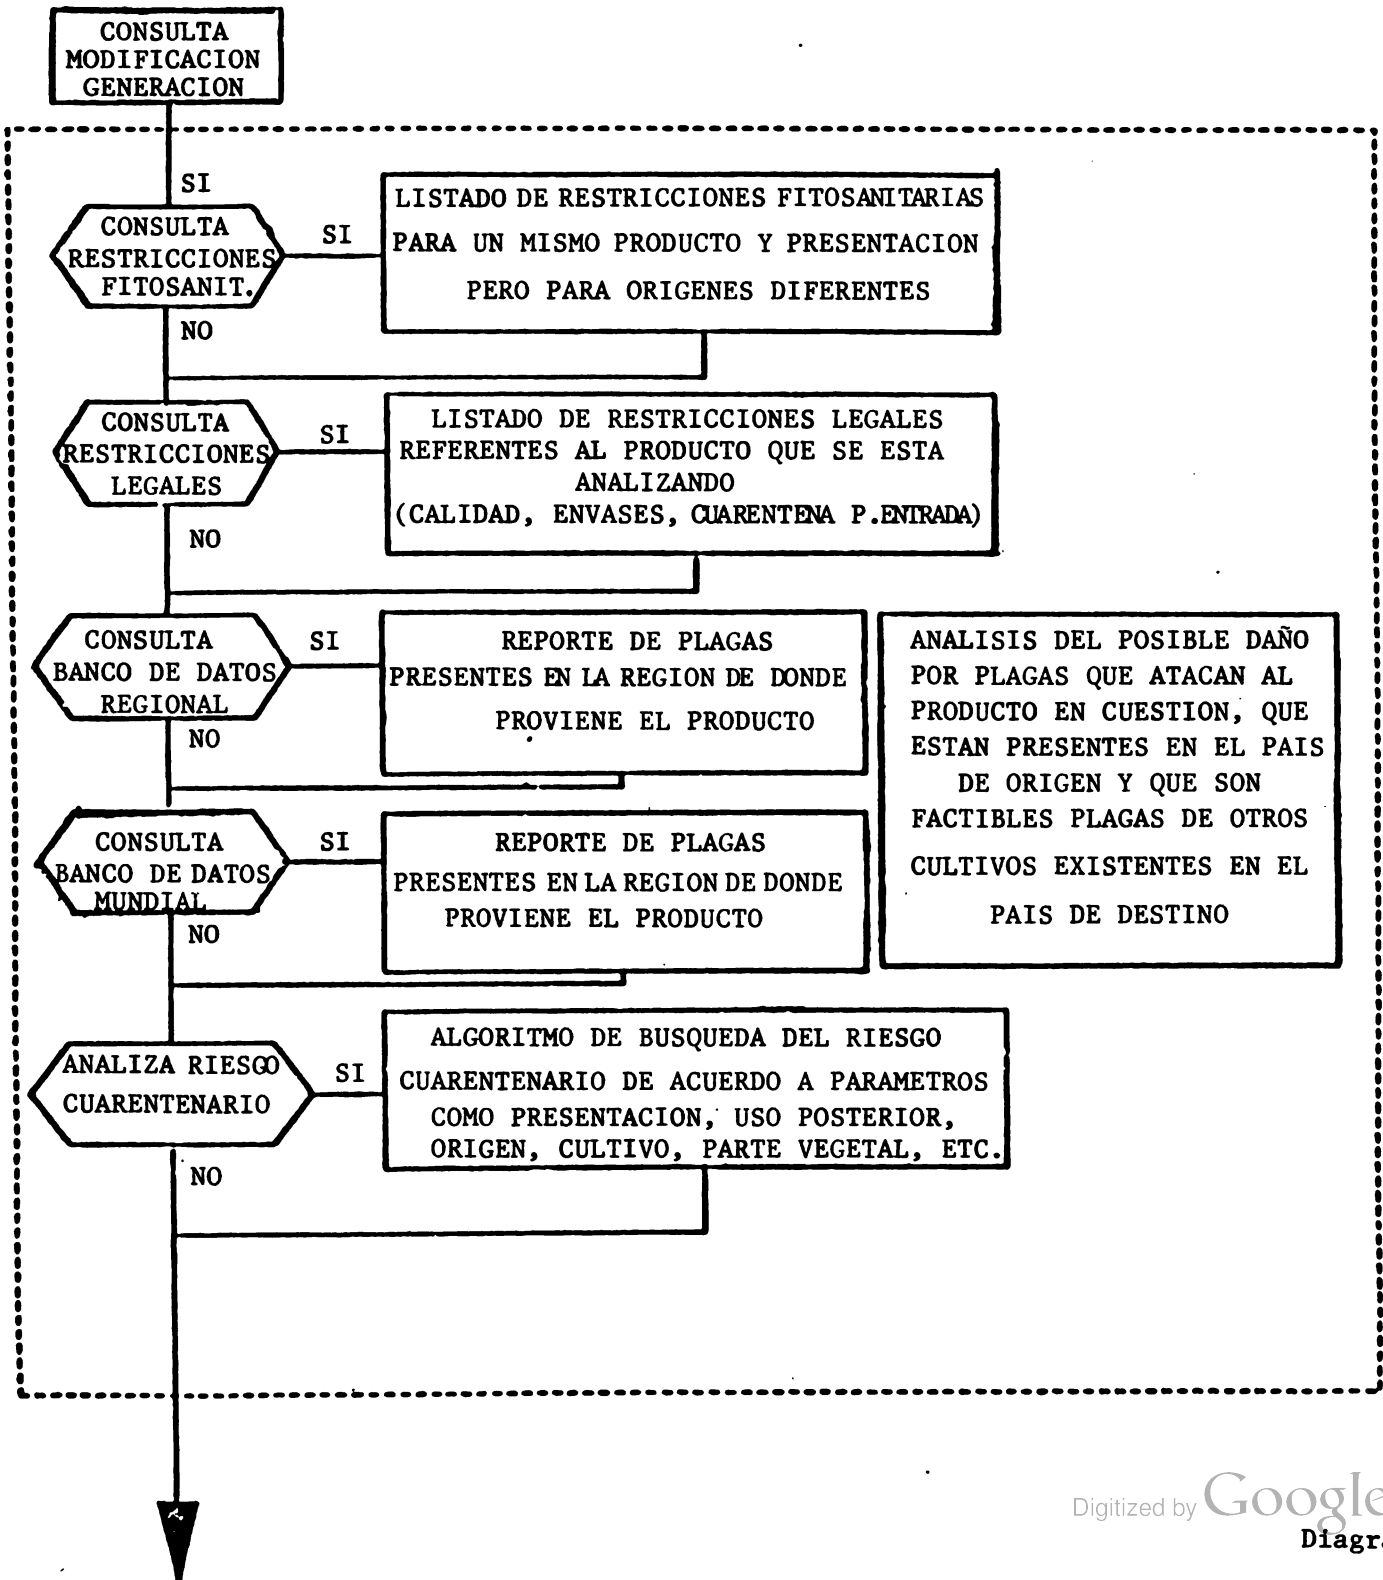 CONSULTA
MODIFICACION
GENERACION
SI
CONSULTA
RESTRICCIONES
FITOSANIT.
SI
LISTADO DE RESTRICCIONES FITOSANITARIAS
PARA UN MISMO PRODUCTO Y PRESENTACION
PERO PARA ORIGENES DIFERENTES
NO
CONSULTA
RESTRICCIONES
LEGALES
SI
LISTADO DE RESTRICCIONES LEGALES
REFERENTES AL PRODUCTO QUE SE ESTA
ANALIZANDO
(CALIDAD, ENVASES, CUARENTENA P.ENTRADA)
NO
CONSULTA
BANCO DE DATOS
REGIONAL
SI
REPORTE DE PLAGAS
PRESENTES EN LA REGION DE DONDE
PROVIENE EL PRODUCTO
NO
ANALISIS DEL POSIBLE DAÑO
POR PLAGAS QUE ATACAN AL
PRODUCTO EN CUESTION, QUE
ESTAN PRESENTES EN EL PAIS
DE ORIGEN Y QUE SON
FACTIBLES PLAGAS DE OTROS
CULTIVOS EXISTENTES EN EL
PAIS DE DESTINO
CONSULTA
BANCO DE DATOS
MUNDIAL
SI
REPORTE DE PLAGAS
PRESENTES EN LA REGION DE DONDE
PROVIENE EL PRODUCTO
NO
ANALIZA RIESGO
CUARENTENARIO
SI
ALGORITMO DE BUSQUEDA DEL RIESGO
CUARENTENARIO DE ACUERDO A PARAMETROS
COMO PRESENTACION, USO POSTERIOR,
ORIGEN, CULTIVO, PARTE VEGETAL, ETC.
NO
Digitized by Google
Diagra